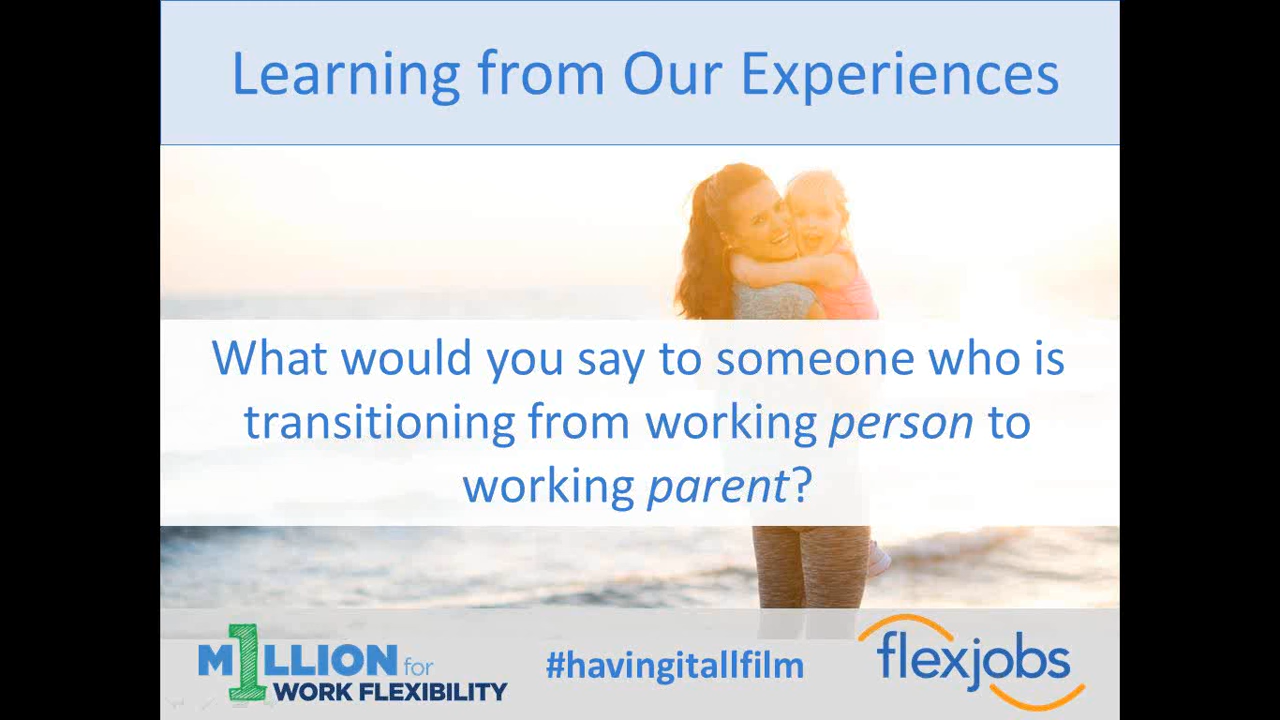 Learning from Our Experiences
What would you say to someone who is
transitioning from working person to
working parent?
M1LLION for
WORK FLEXIBILITY
#havingitallfilm
flexjobs